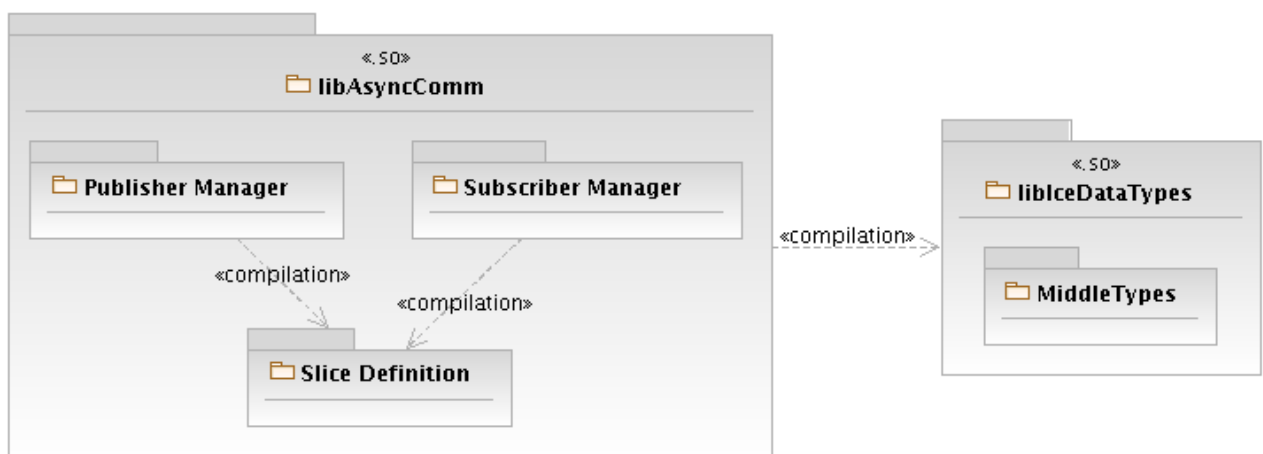 «.so»
libAsyncComm
Publisher Manager
Subscriber Manager
«compilation»
«compilation»
Slice Definition
«compilation»
«.so»
libIceDataTypes
MiddleTypes